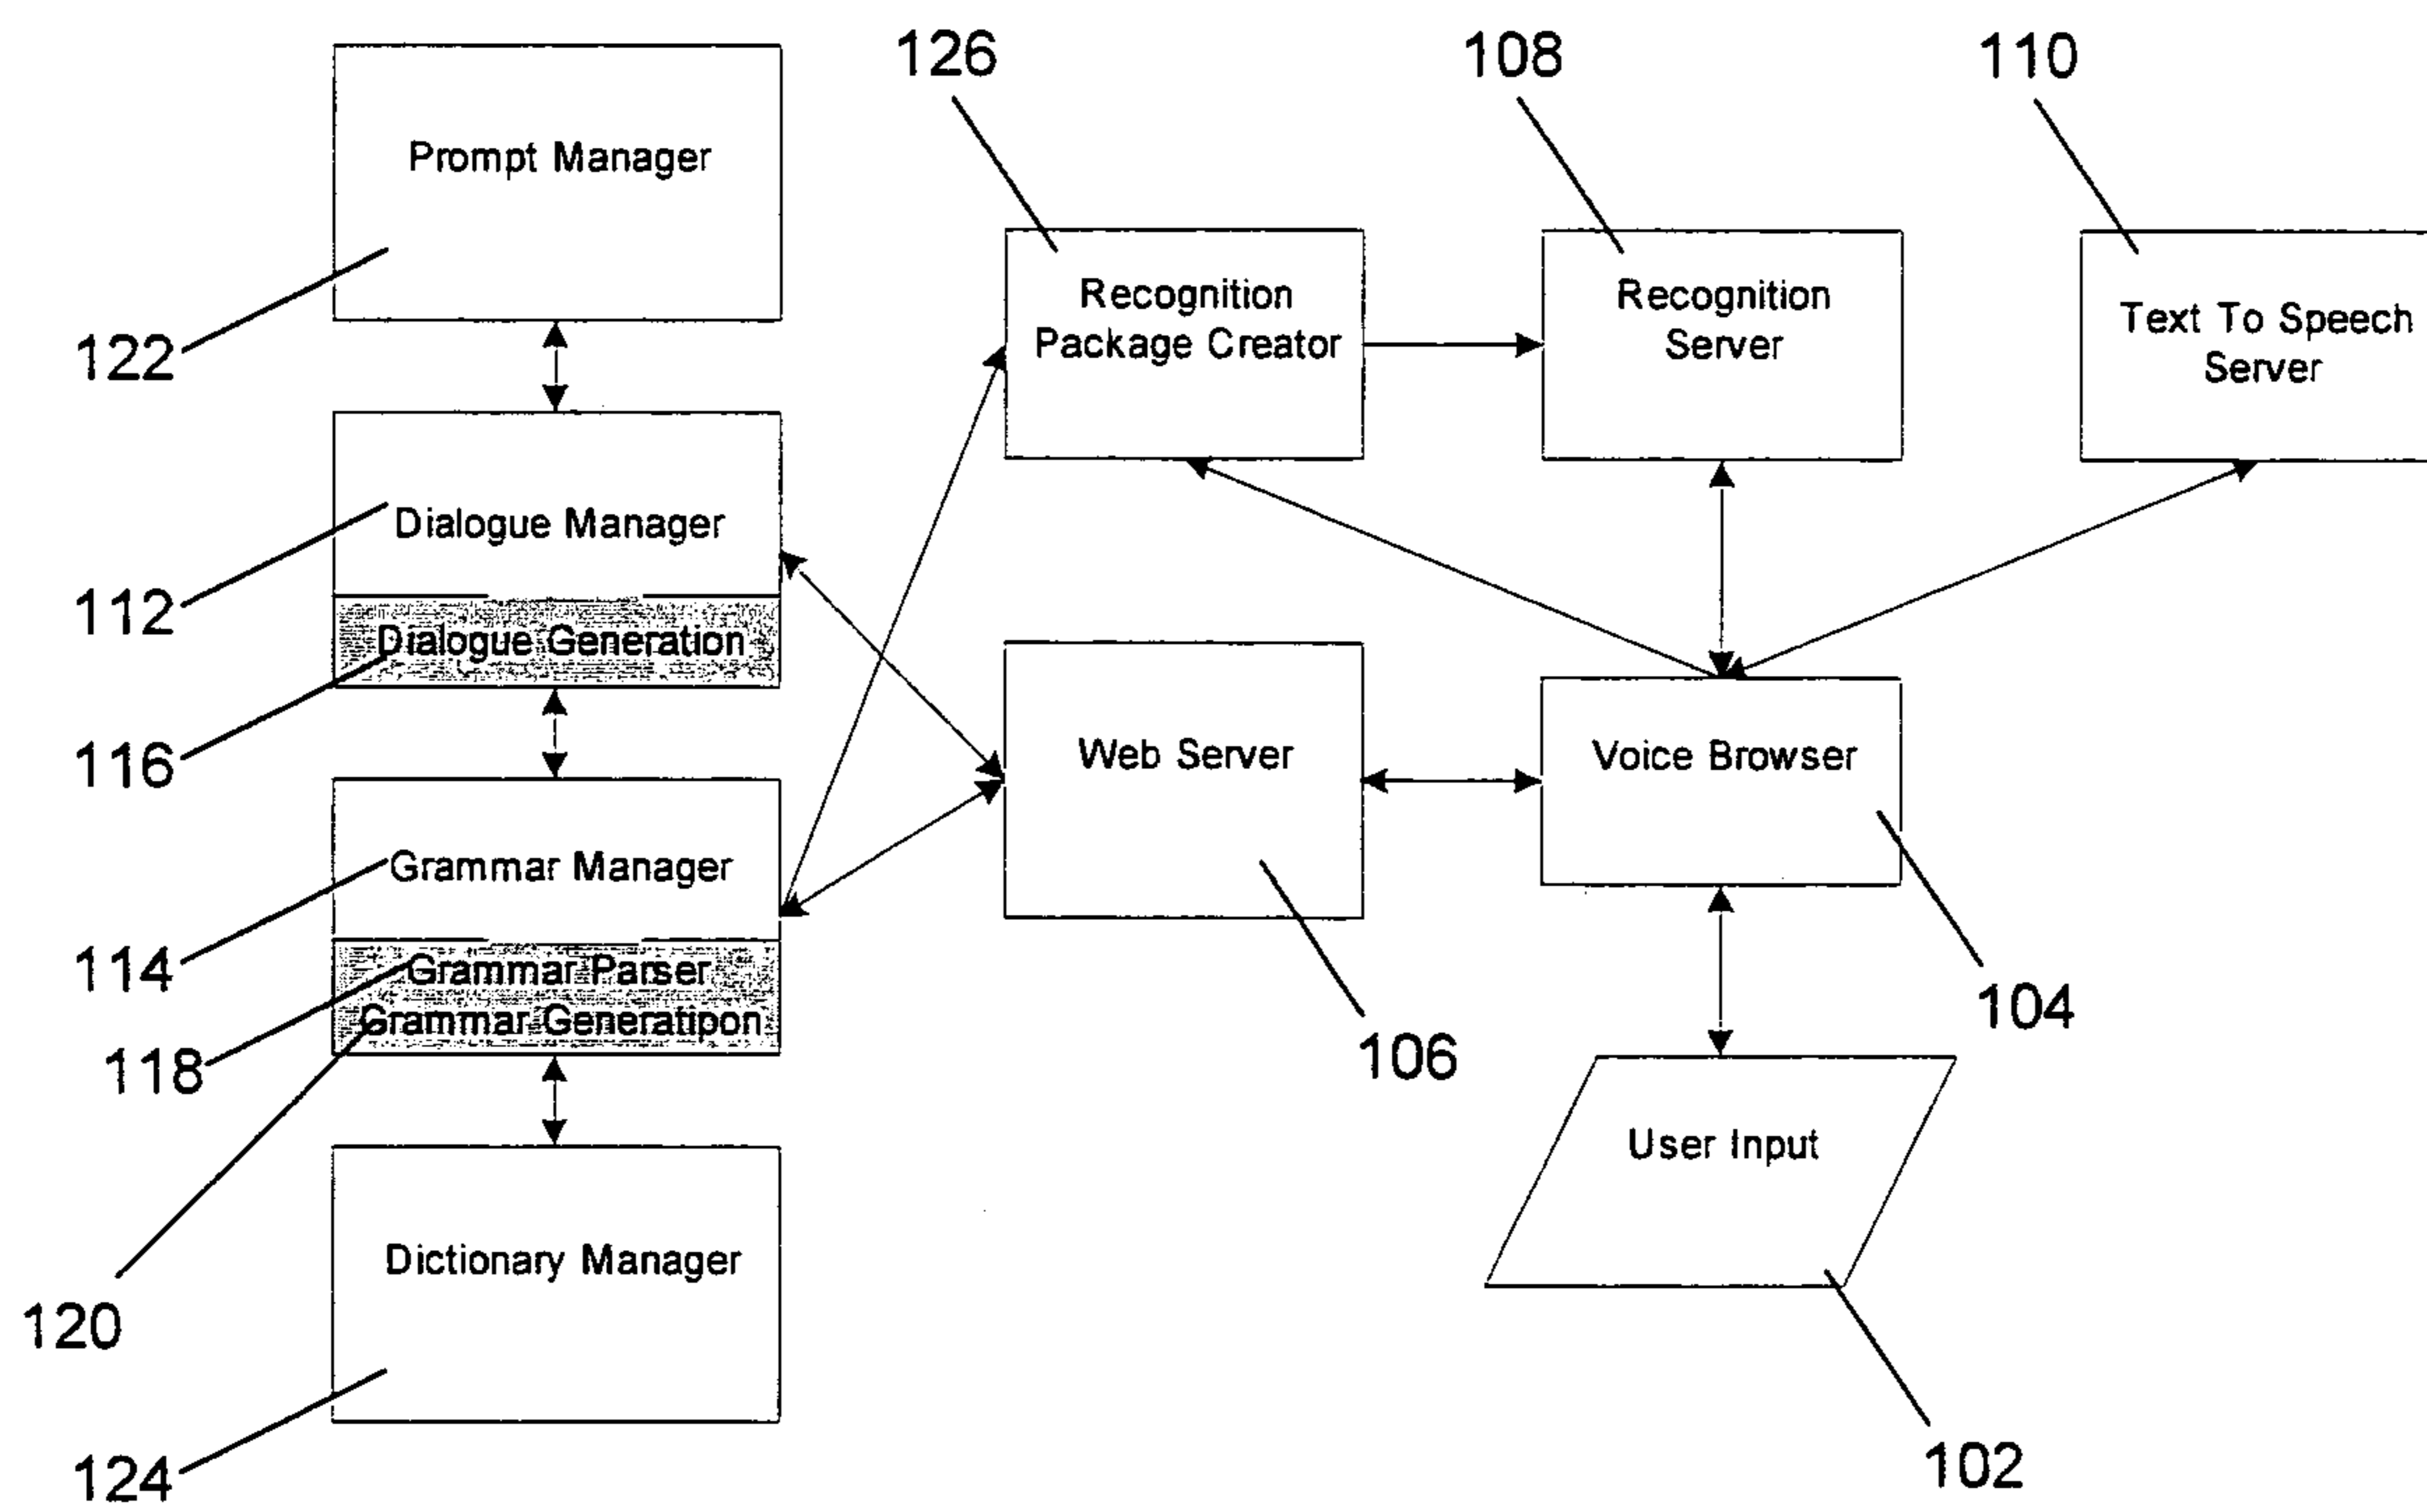 126
108
110
Prompt Manager
122
Recognition
Package Creator
Recognition
Server
Text To Speech
Server
Dialogue Manager
112
Dialogue Generation
116
Web Server
Voice Browser
Grammar Manager
114
Grammar Parser
Grammar Generatipon
118
120
106
104
User Input
Dictionary Manager
124
102